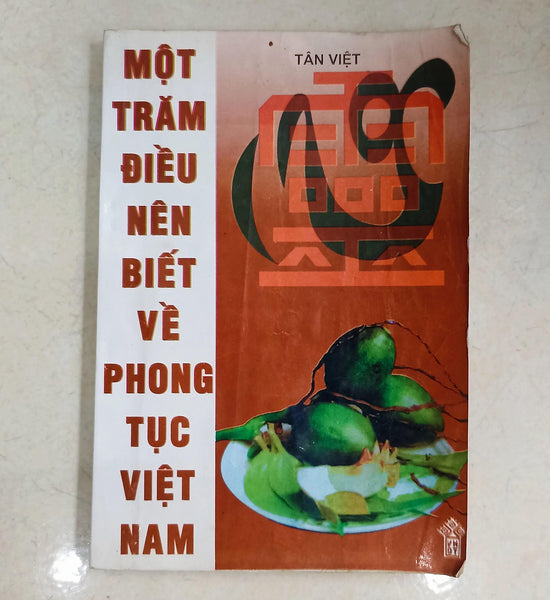 TÂN VIỆT
MỘT
TRĂM
ĐIỀU
NÊN
BIẾT
VỀ
PHONG
TỤC
VIỆT
NAM